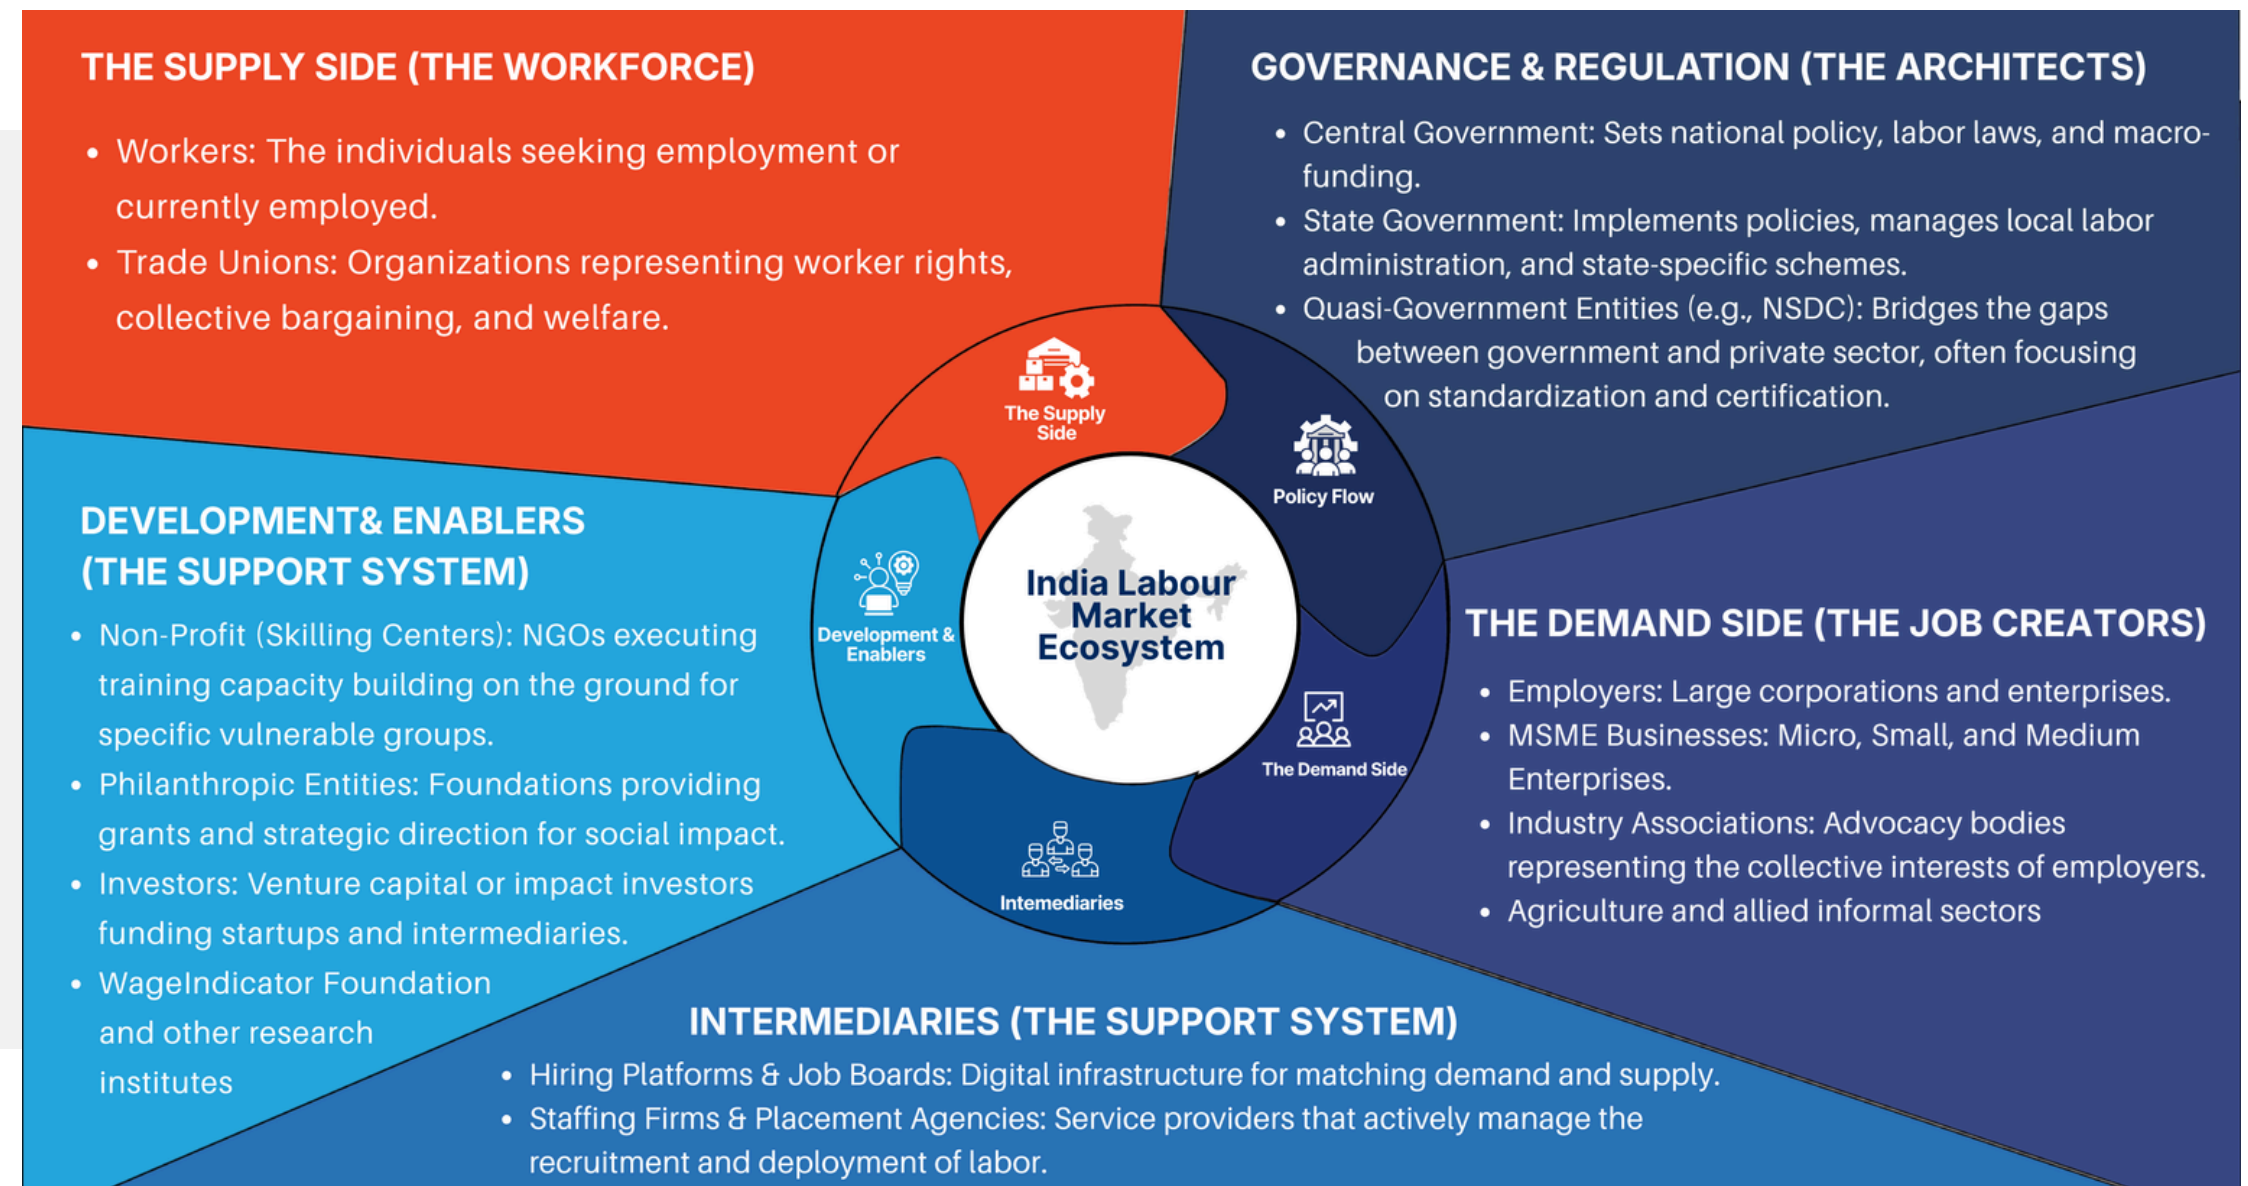 THE SUPPLY SIDE (THE WORKFORCE)
• Workers: The individuals seeking employment or
currently employed.
• Trade Unions: Organizations representing worker rights,
collective bargaining, and welfare.
GOVERNANCE & REGULATION (THE ARCHITECTS)
• Central Government: Sets national policy, labor laws, and macro-
funding.
• State Government: Implements policies, manages local labor
administration, and state-specific schemes.
• Quasi-Government Entities (e.g., NSDC): Bridges the gaps
between government and private sector, often focusing
on standardization and certification.
The Supply
Side
Policy Flow
India Labour
Market
Ecosystem
Development &
Enablers
The Demand Side
Intemediaries
DEVELOPMENT& ENABLERS
(THE SUPPORT SYSTEM)
• Non-Profit (Skilling Centers): NGOs executing
training capacity building on the ground for
specific vulnerable groups.
• Philanthropic Entities: Foundations providing
grants and strategic direction for social impact.
• Investors: Venture capital or impact investors
funding startups and intermediaries.
• WageIndicator Foundation
and other research
institutes
THE DEMAND SIDE (THE JOB CREATORS)
• Employers: Large corporations and enterprises.
• MSME Businesses: Micro, Small, and Medium
Enterprises.
• Industry Associations: Advocacy bodies
representing the collective interests of employers.
• Agriculture and allied informal sectors
INTERMEDIARIES (THE SUPPORT SYSTEM)
• Hiring Platforms & Job Boards: Digital infrastructure for matching demand and supply.
• Staffing Firms & Placement Agencies: Service providers that actively manage the
recruitment and deployment of labor.